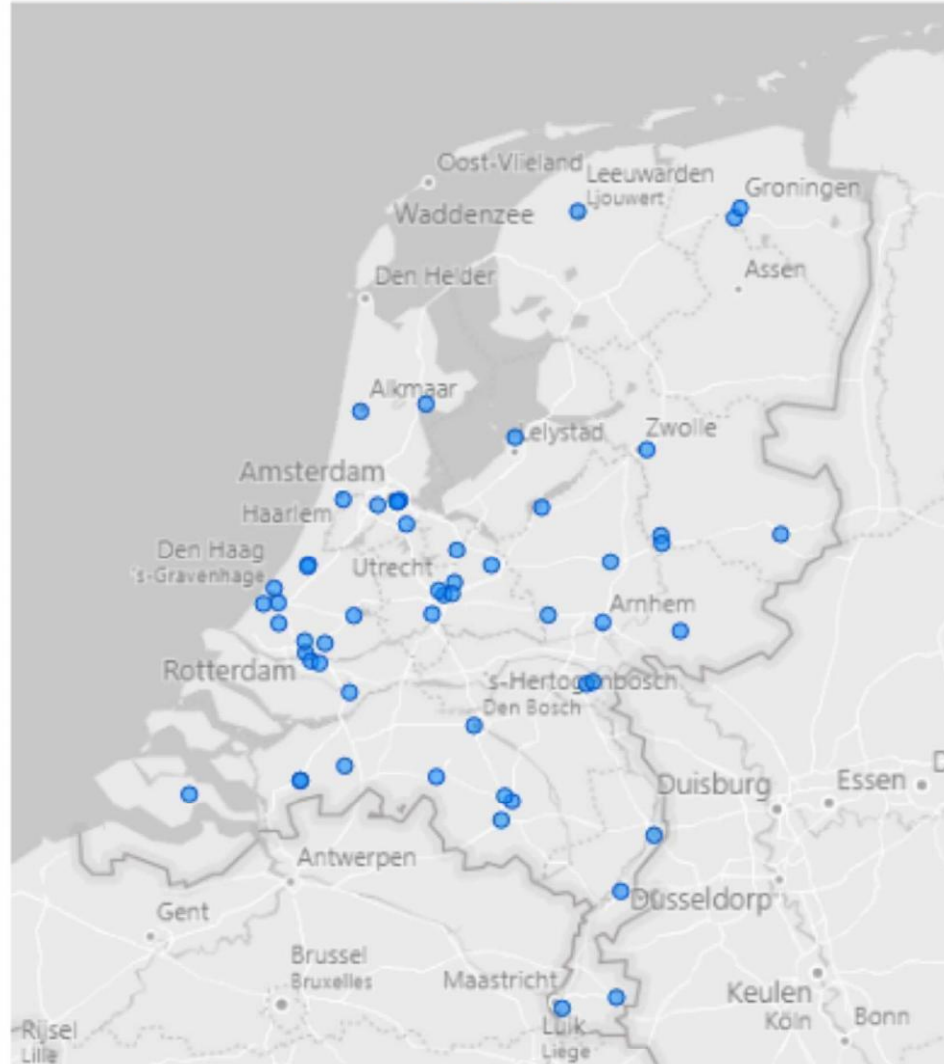 Oost-Vlieland
Leeuwarden
Ljouwert
Groningen
Waddenzee
Assen
Den Helder
Alkmaar
Lelystad
Zwolle
Amsterdam
Haarlem
Den Haag
's-Gravenhage
Utrecht
Arnhem
Rotterdam
's-Hertogenbosch
Den Bosch
Duisburg
Essen
D
Antwerpen
Düsseldorp
Gent
Brussel
Bruxelles
Maastricht
Keulen
Köln
Bonn
Luik
Liège
Rijsel
Lille